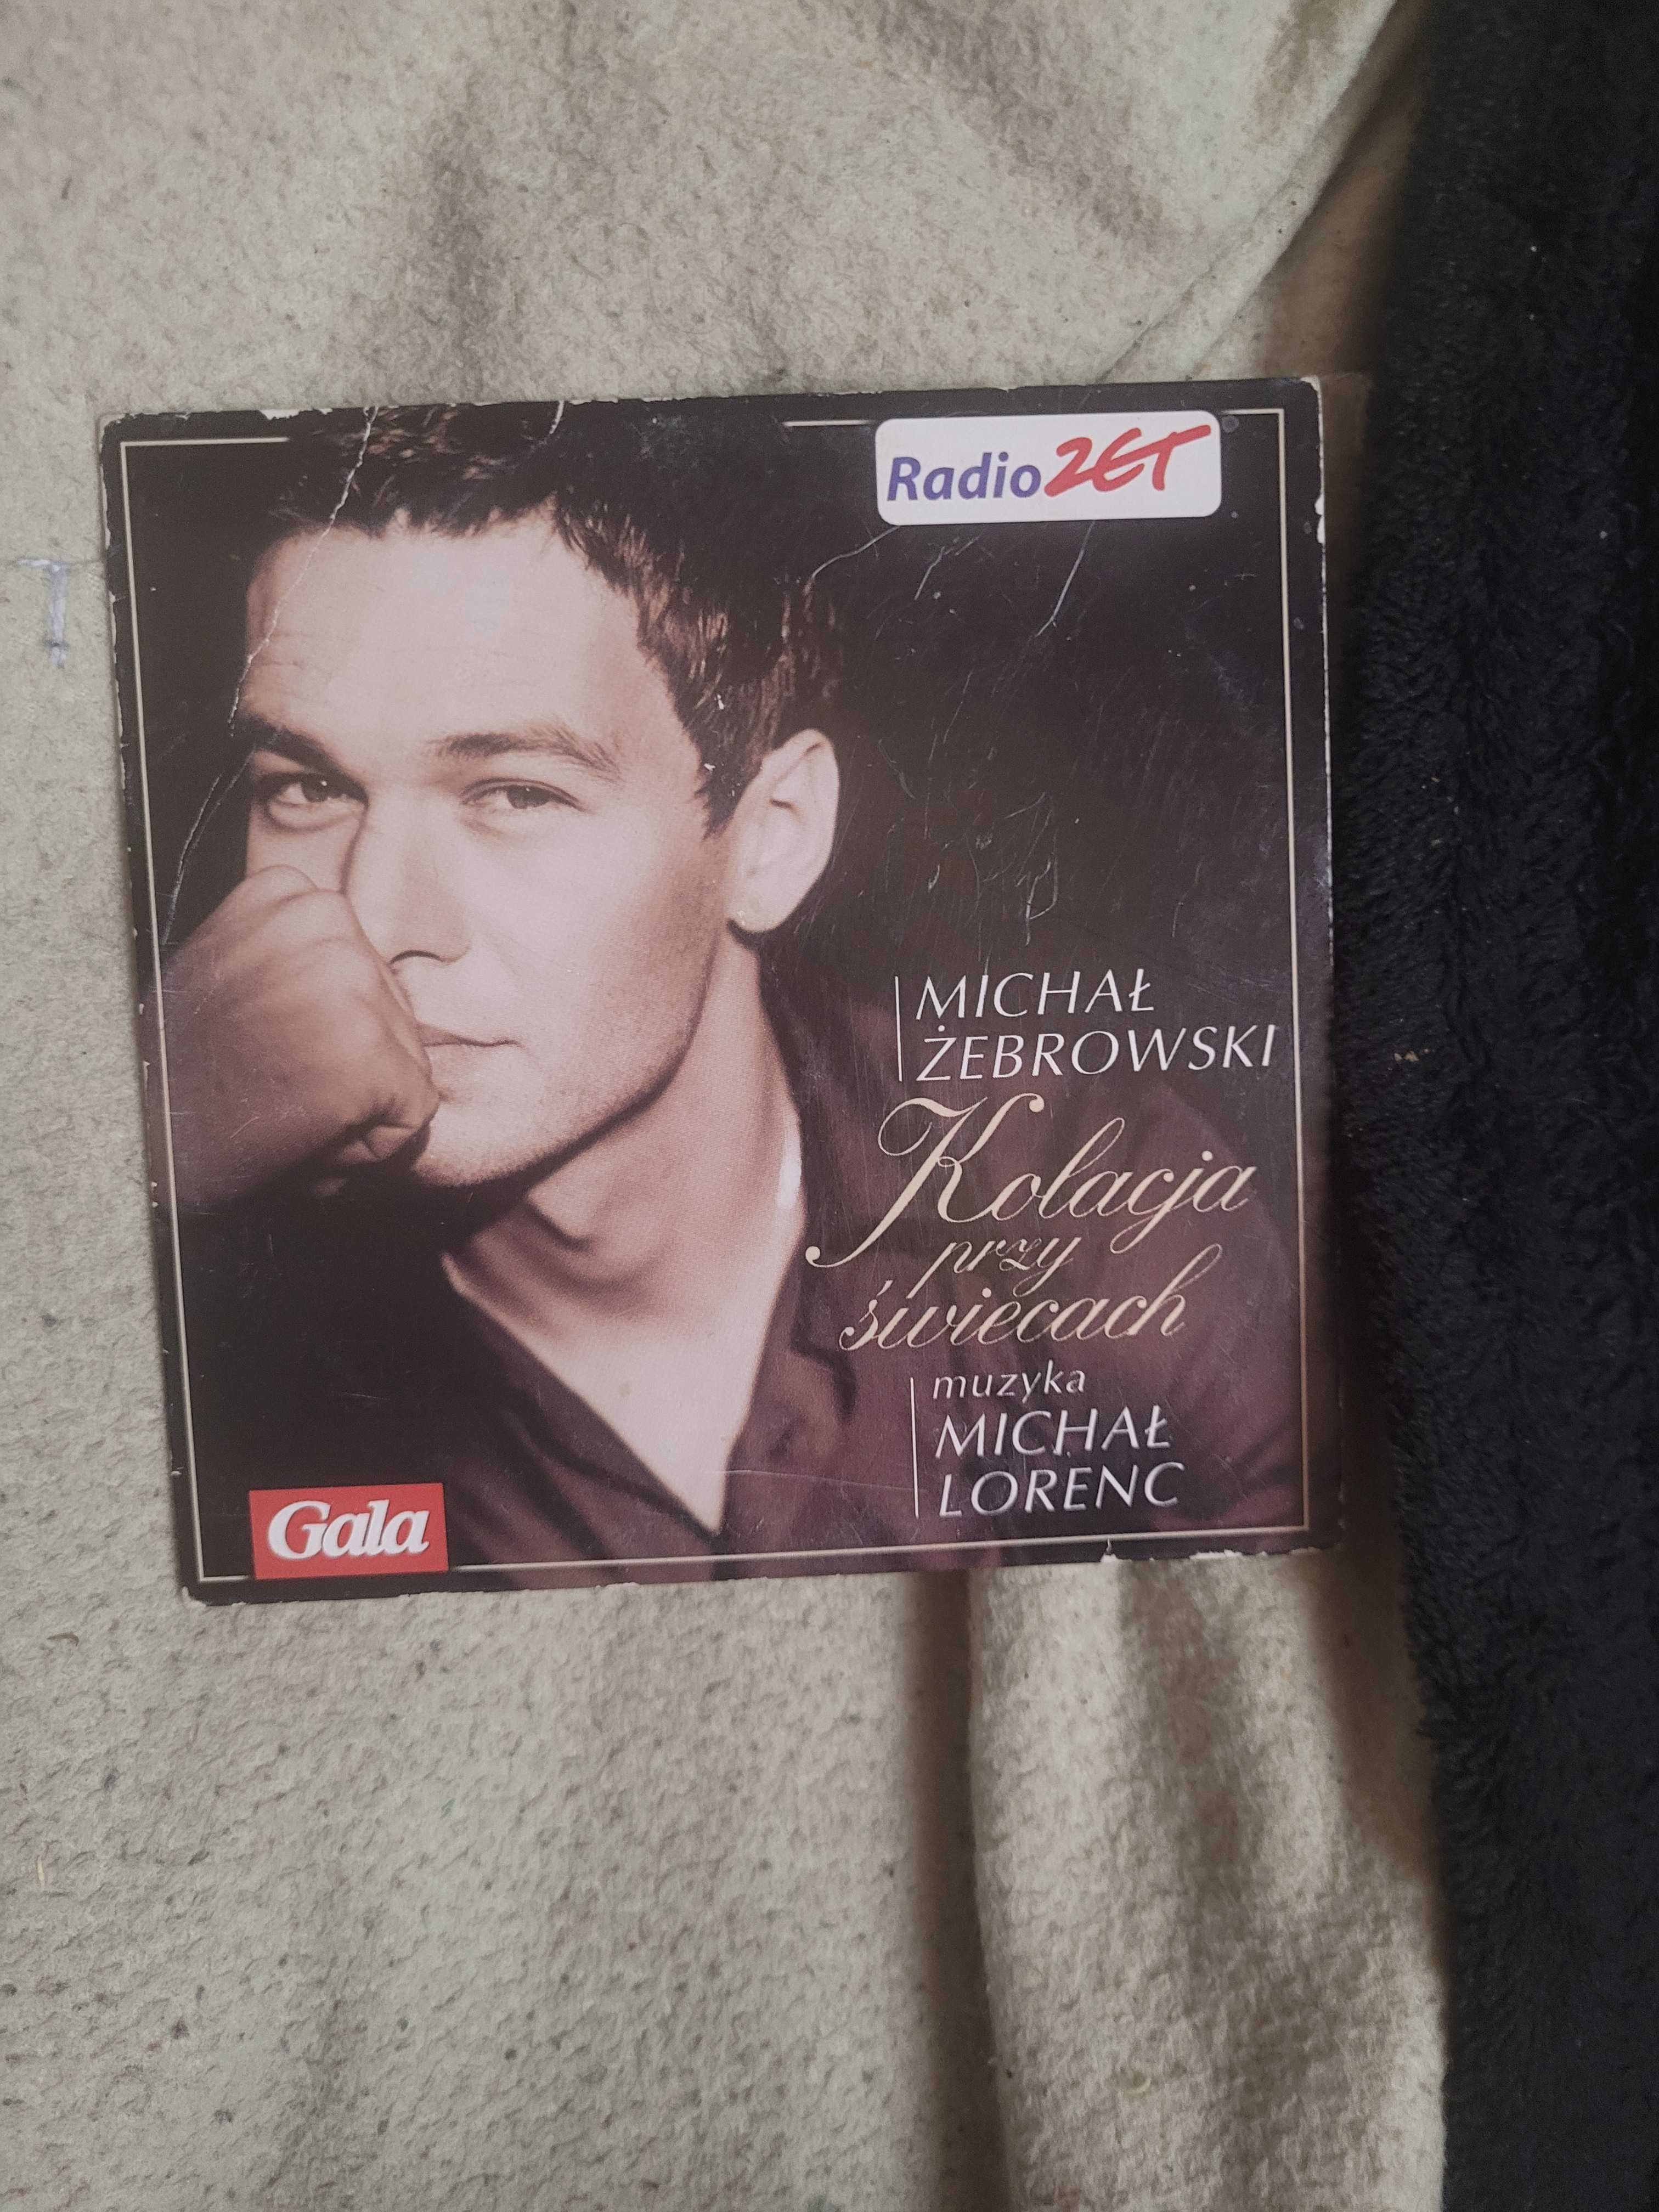 Radio ZET
MICHAŁ
ŻEBROWSKI
Kolacja
przy
świecach
muzyka
MICHAŁ
LORENC
Gala